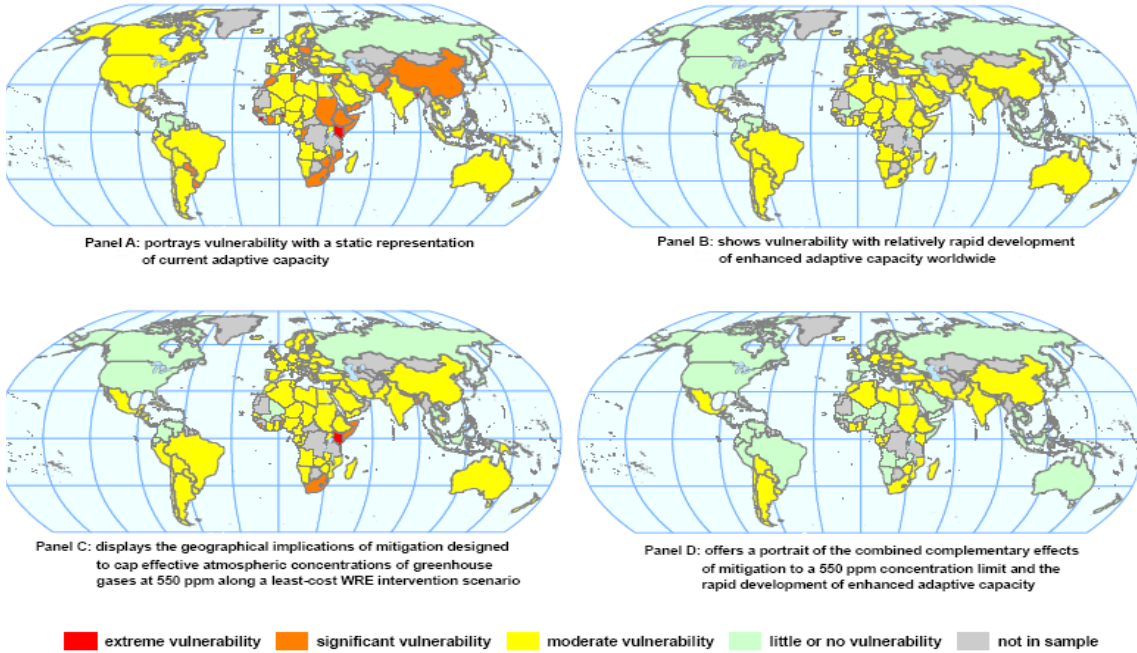 Panel A: portrays vulnerability with a static representation
of current adaptive capacity
Panel B: shows vulnerability with relatively rapid development
of enhanced adaptive capacity worldwide
Panel C: displays the geographical implications of mitigation designed
to cap effective atmospheric concentrations of greenhouse
gases at 550 ppm along a least-cost WRE intervention scenario
Panel D: offers a portrait of the combined complementary effects
of mitigation to a 550 ppm concentration limit and the
rapid development of enhanced adaptive capacity
extreme vulnerability significant vulnerability moderate vulnerability little or no vulnerability not in sample